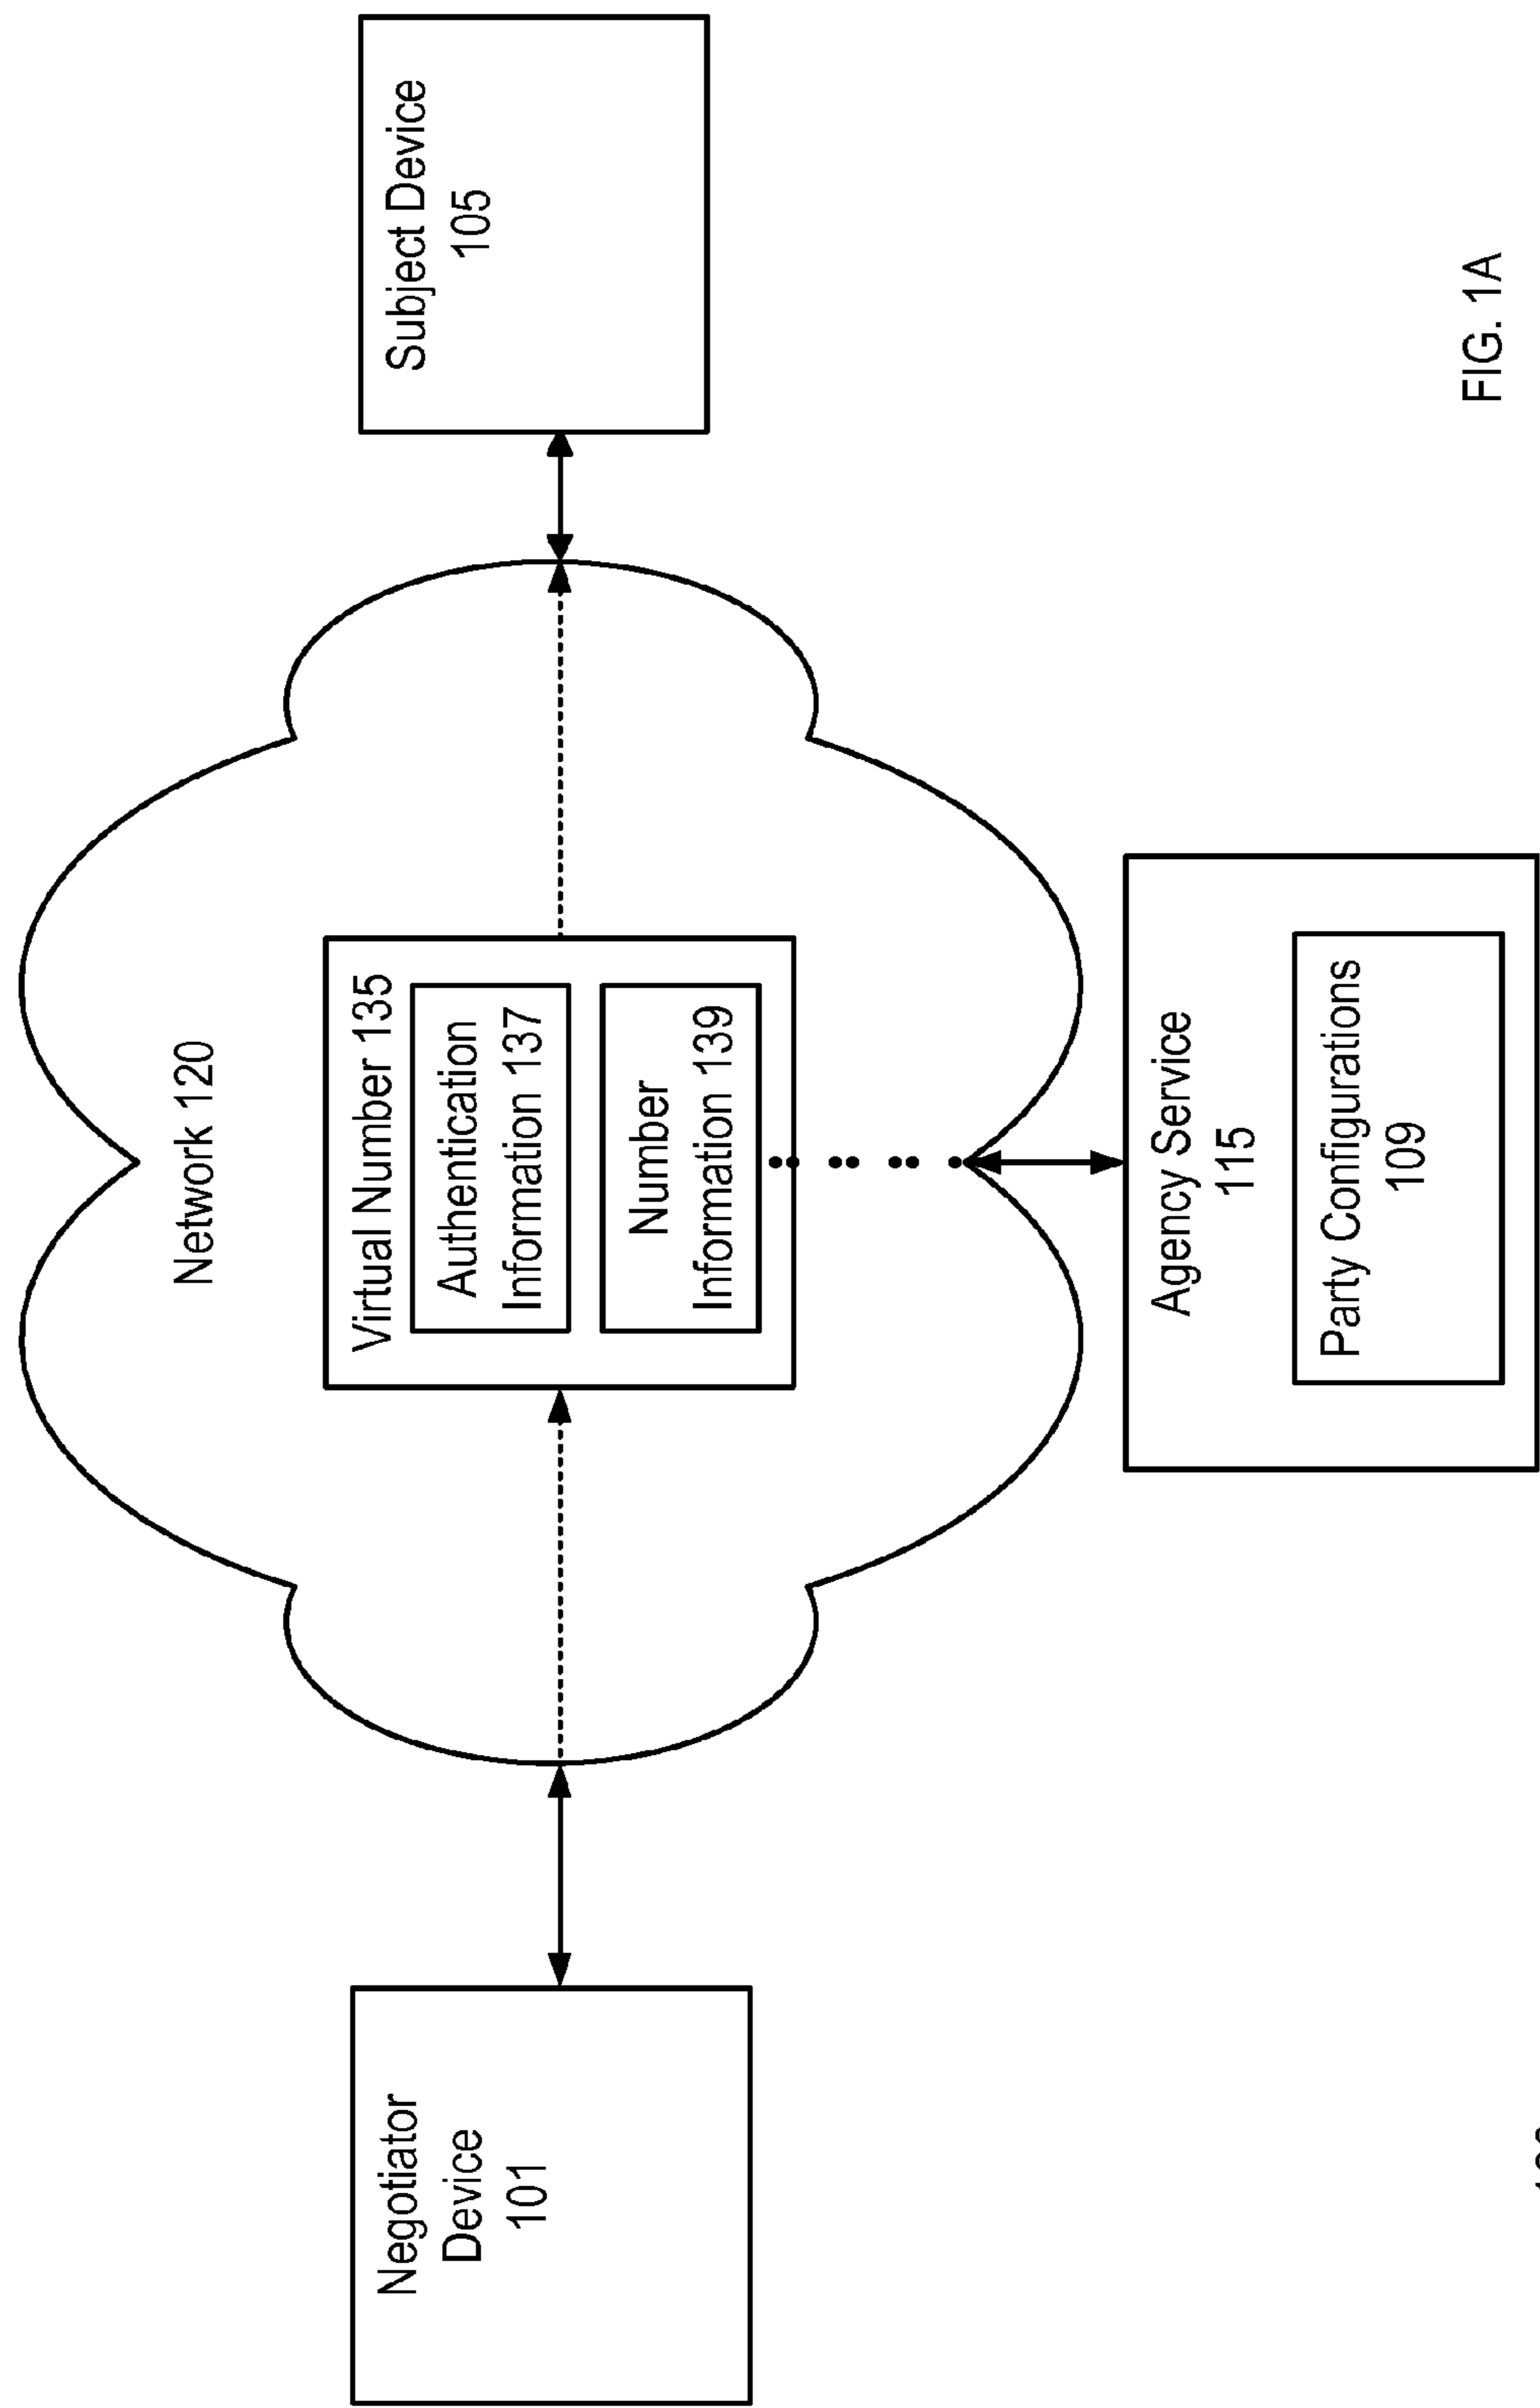 Network 120
Negotiator
Device
101
Virtual Number 135
Authentication
Information 137
Number
Information 139
Subject Device
105
Agency Service
115
Party Configurations
109
FIG. 1A